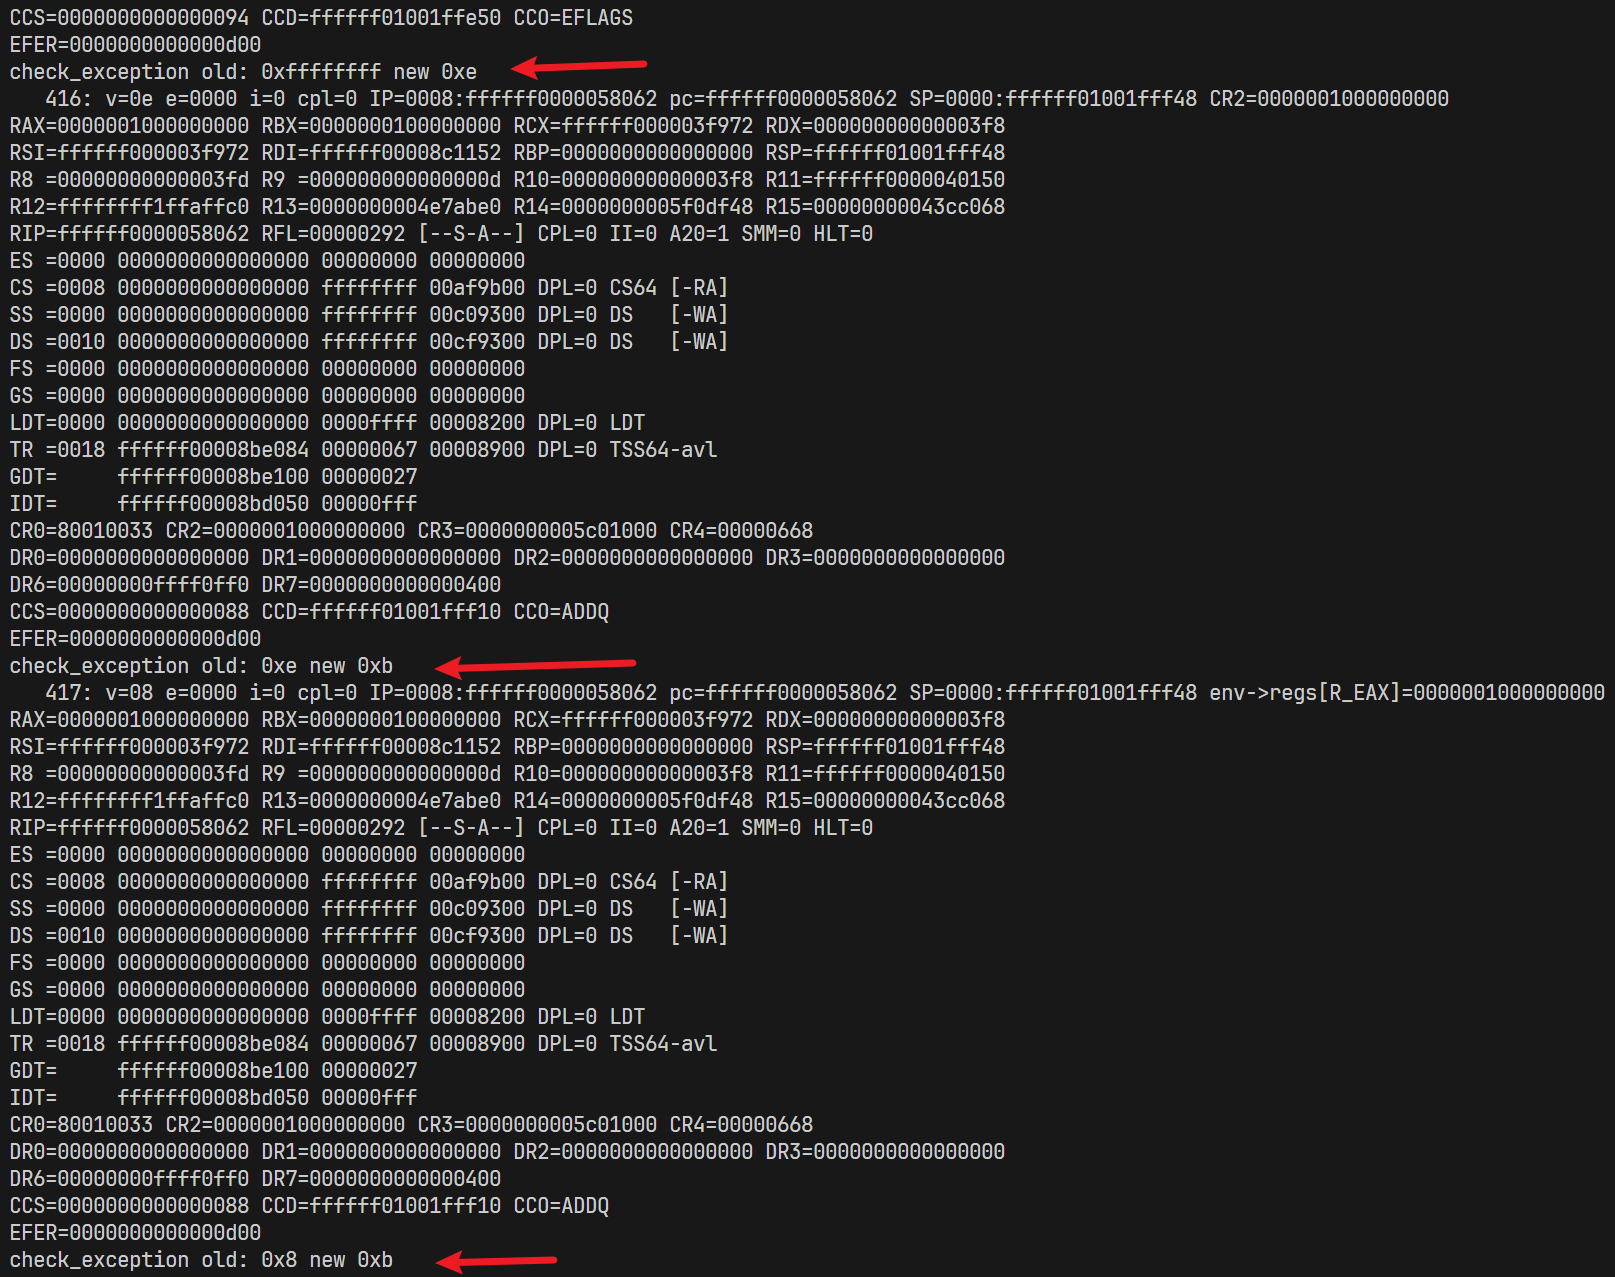 CCS=0000000000000094 CCD=ffffff01001ffe50 CCO=EFLAGS
EFER=0000000000000d00
check_exception old: 0xffffffff new 0xe
   416: v=0e e=0000 i=0 cpl=0 IP=0008:ffffff0000058062 pc=ffffff0000058062 SP=0000:ffffff01001fff48 CR2=0000001000000000
RAX=0000001000000000 RBX=0000000100000000 RCX=ffffff000003f972 RDX=00000000000003f8
RSI=ffffff000003f972 RDI=ffffff00008c1152 RBP=0000000000000000 RSP=ffffff01001fff48
R8 =00000000000003fd R9 =000000000000000d R10=00000000000003f8 R11=ffffff0000040150
R12=ffffffff1ffaffc0 R13=0000000004e7abe0 R14=0000000005f0df48 R15=00000000043cc068
RIP=ffffff0000058062 RFL=00000292 [--S-A--] CPL=0 II=0 A20=1 SMM=0 HLT=0
ES =0000 0000000000000000 00000000 00000000
CS =0008 0000000000000000 ffffffff 00af9b00 DPL=0 CS64 [-RA]
SS =0000 0000000000000000 ffffffff 00c09300 DPL=0 DS   [-WA]
DS =0010 0000000000000000 ffffffff 00cf9300 DPL=0 DS   [-WA]
FS =0000 0000000000000000 00000000 00000000
GS =0000 0000000000000000 00000000 00000000
LDT=0000 0000000000000000 0000ffff 00008200 DPL=0 LDT
TR =0018 ffffff00008be084 00000067 00008900 DPL=0 TSS64-avl
GDT=     ffffff00008be100 00000027
IDT=     ffffff00008bd050 00000fff
CR0=80010033 CR2=0000001000000000 CR3=0000000005c01000 CR4=00000668
DR0=0000000000000000 DR1=0000000000000000 DR2=0000000000000000 DR3=0000000000000000
DR6=00000000ffff0ff0 DR7=0000000000000400
CCS=0000000000000088 CCD=ffffff01001fff10 CCO=ADDQ
EFER=0000000000000d00
check_exception old: 0xe new 0xb
   417: v=08 e=0000 i=0 cpl=0 IP=0008:ffffff0000058062 pc=ffffff0000058062 SP=0000:ffffff01001fff48 env->regs[R_EAX]=0000001000000000
RAX=0000001000000000 RBX=0000000100000000 RCX=ffffff000003f972 RDX=00000000000003f8
RSI=ffffff000003f972 RDI=ffffff00008c1152 RBP=0000000000000000 RSP=ffffff01001fff48
R8 =00000000000003fd R9 =000000000000000d R10=00000000000003f8 R11=ffffff0000040150
R12=ffffffff1ffaffc0 R13=0000000004e7abe0 R14=0000000005f0df48 R15=00000000043cc068
RIP=ffffff0000058062 RFL=00000292 [--S-A--] CPL=0 II=0 A20=1 SMM=0 HLT=0
ES =0000 0000000000000000 00000000 00000000
CS =0008 0000000000000000 ffffffff 00af9b00 DPL=0 CS64 [-RA]
SS =0000 0000000000000000 ffffffff 00c09300 DPL=0 DS   [-WA]
DS =0010 0000000000000000 ffffffff 00cf9300 DPL=0 DS   [-WA]
FS =0000 0000000000000000 00000000 00000000
GS =0000 0000000000000000 00000000 00000000
LDT=0000 0000000000000000 0000ffff 00008200 DPL=0 LDT
TR =0018 ffffff00008be084 00000067 00008900 DPL=0 TSS64-avl
GDT=     ffffff00008be100 00000027
IDT=     ffffff00008bd050 00000fff
CR0=80010033 CR2=0000001000000000 CR3=0000000005c01000 CR4=00000668
DR0=0000000000000000 DR1=0000000000000000 DR2=0000000000000000 DR3=0000000000000000
DR6=00000000ffff0ff0 DR7=0000000000000400
CCS=0000000000000088 CCD=ffffff01001fff10 CCO=ADDQ
EFER=0000000000000d00
check_exception old: 0x8 new 0xb